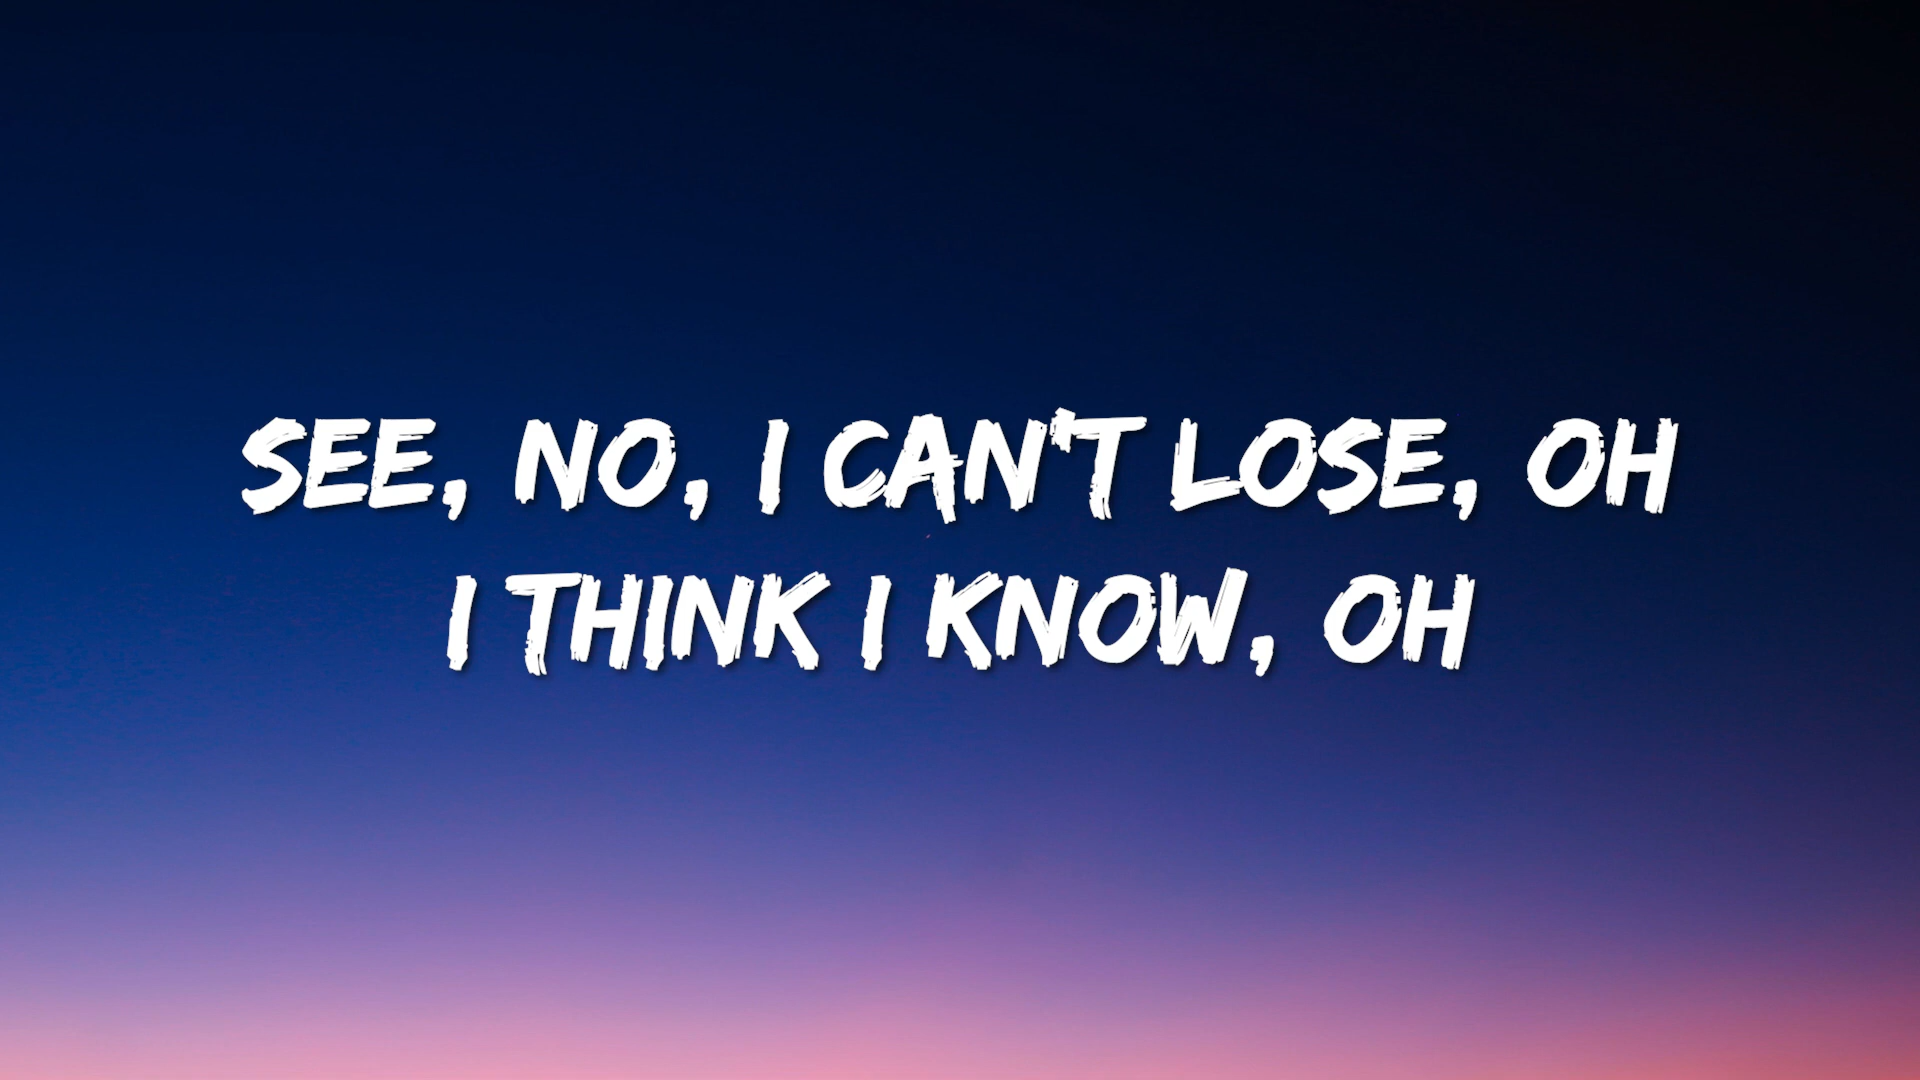 SEE, NO, I CAN'T LOSE, OH
I THINK I KNOW, OH